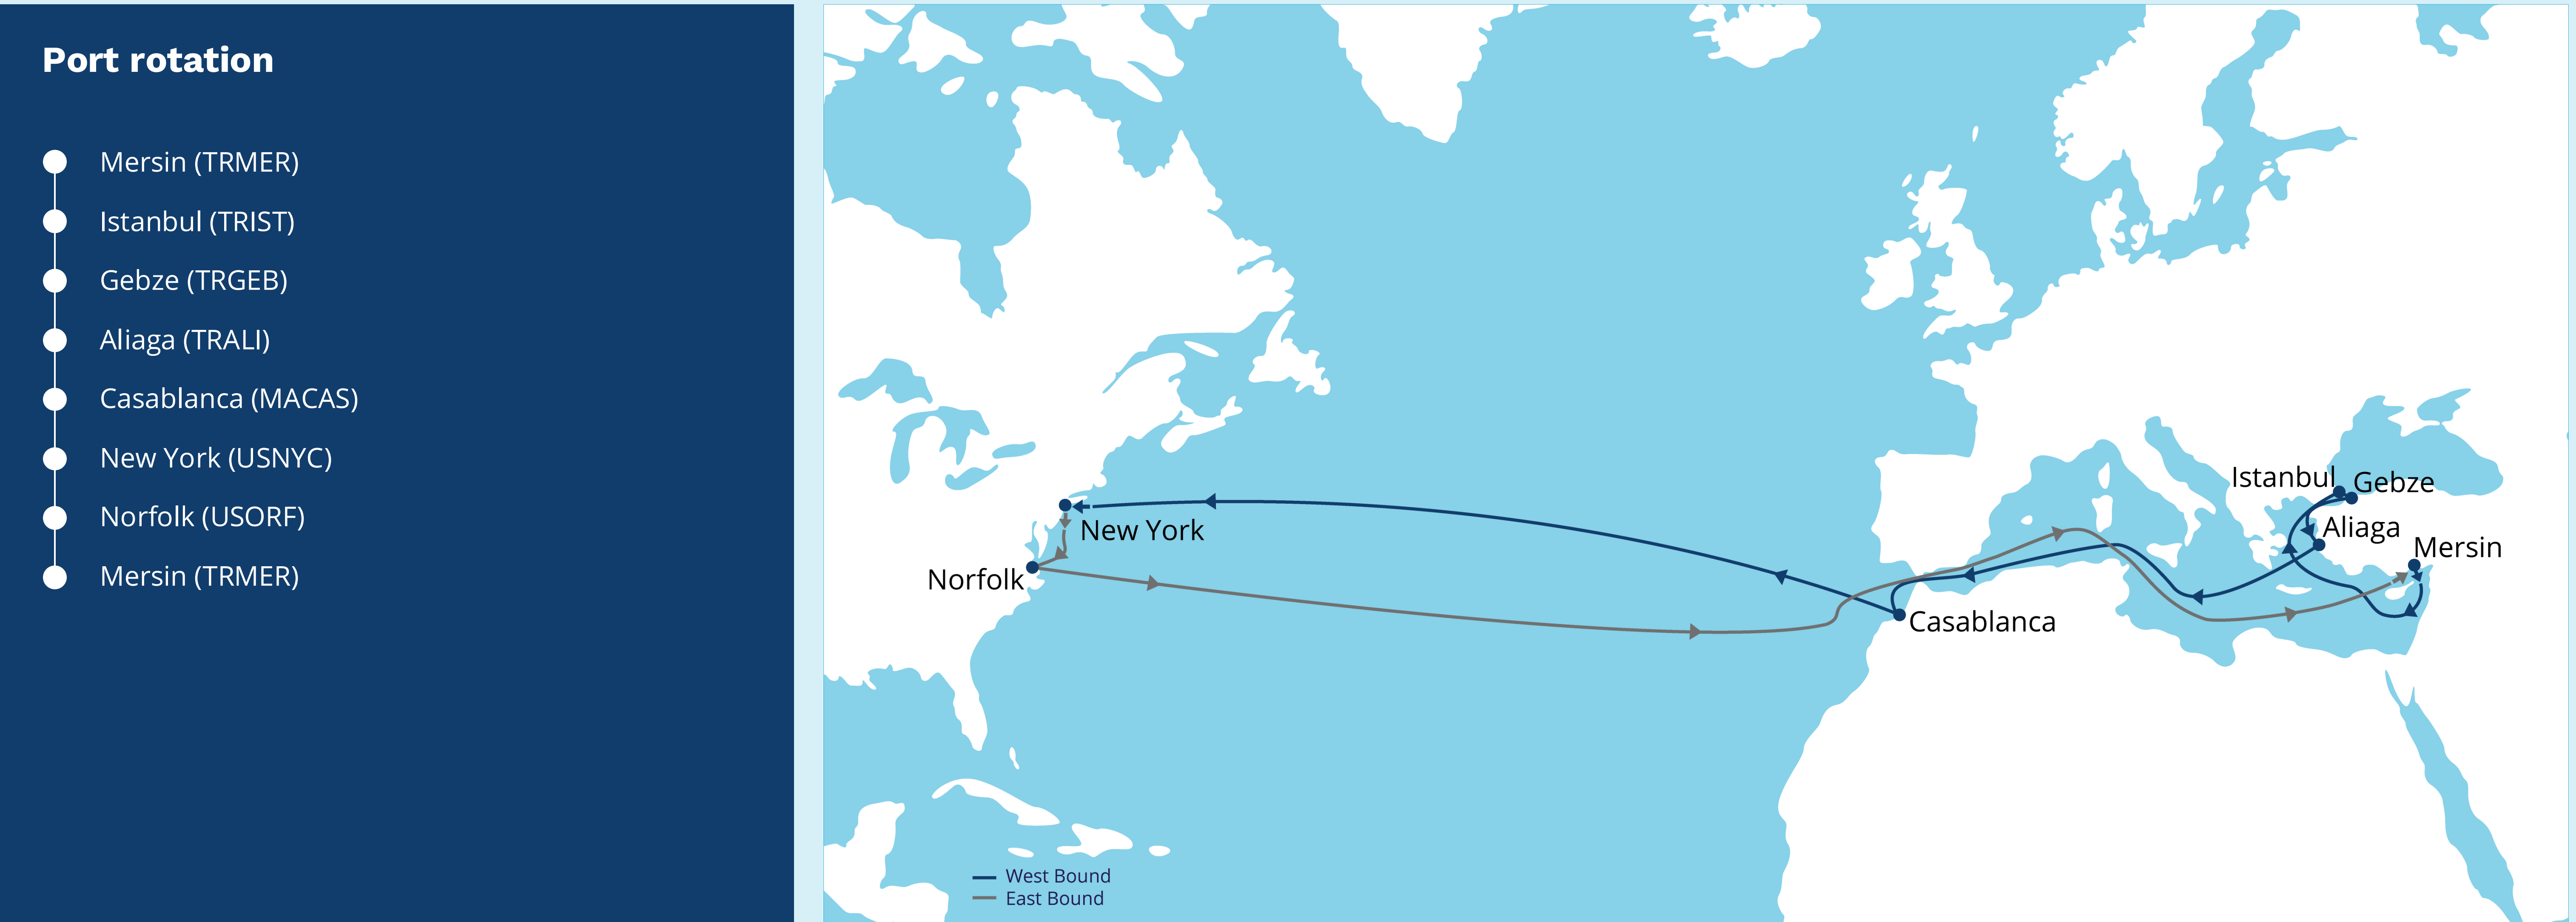 Port rotation
Mersin (TRMER)
Istanbul (TRIST)
Gebze (TRGEB)
Aliaga (TRALI)
Casablanca (MACAS)
New York (USNYC)
Norfolk (USORF)
Mersin (TRMER)
Istanbul
Gebze
Aliaga
Mersin
New York
Norfolk
Casablanca
West Bound
East Bound